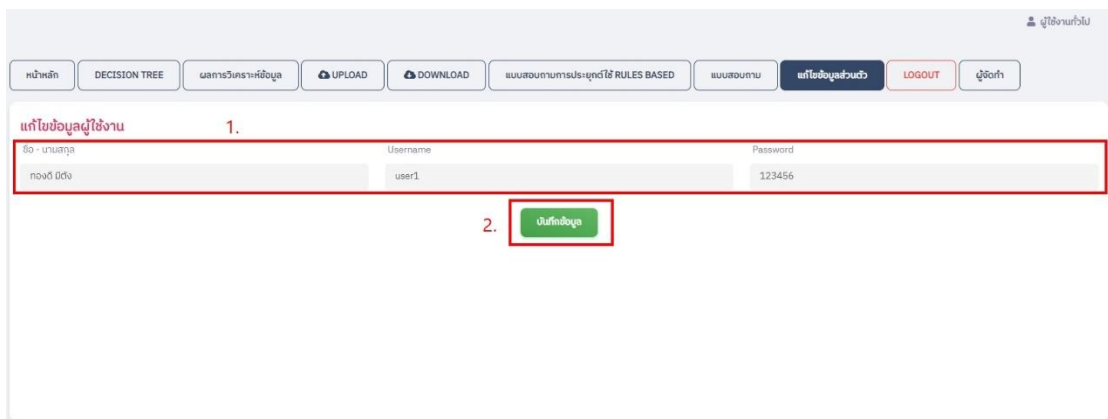 ผู้ใช้งานทั่วไป
หน้าหลัก DECISION TREE ผลการวิเคราะห์ข้อมูล UPLOAD DOWNLOAD แบบสอบถามการประยุกต์ใช้ RULES BASED แบบสอบถาม แก้ไขข้อมูลส่วนตัว LOGOUT ผู้จัดทำ
แก้ไขข้อมูลผู้ใช้งาน 1.
ชื่อ - นามสกุล Username Password
ทองดี มีตัง user1 123456
2. บันทึกข้อมูล